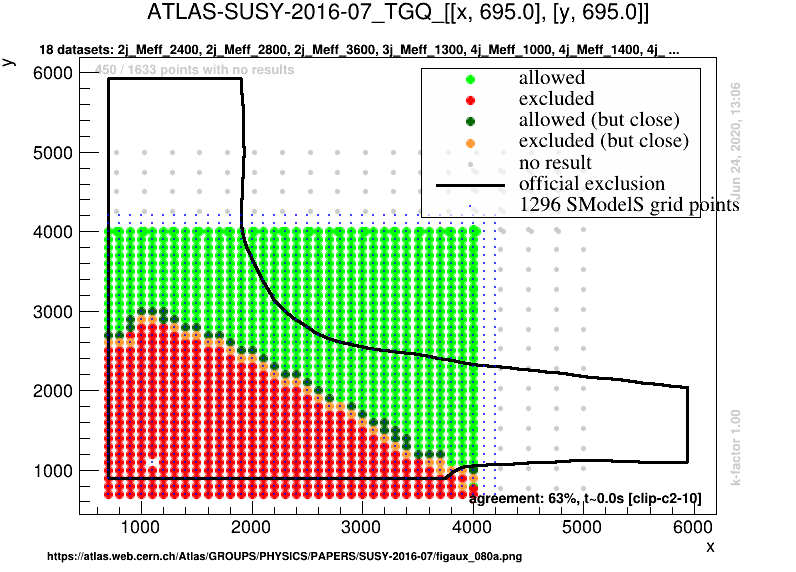 ATLAS-SUSY-2016-07_TGQ_[[x, 695.0], [y, 695.0]]
18 datasets: 2j_Meff_2400, 2j_Meff_2800, 2j_Meff_3600, 3j_Meff_1300, 4j_Meff_1000, 4j_Meff_1400, 4j_ ...
y
450 / 1633 points with no results
allowed
excluded
allowed (but close)
excluded (but close)
no result
official exclusion
1296 SModelS grid points
Jun 24, 2020, 13:06
k-factor 1.00
6000
5000
4000
3000
2000
1000
agreement: 63%, t~0.0s [clip-c2-10]
1000 2000 3000 4000 5000 6000
x
https://atlas.web.cern.ch/Atlas/GROUPS/PHYSICS/PAPERS/SUSY-2016-07/figaux_080a.png